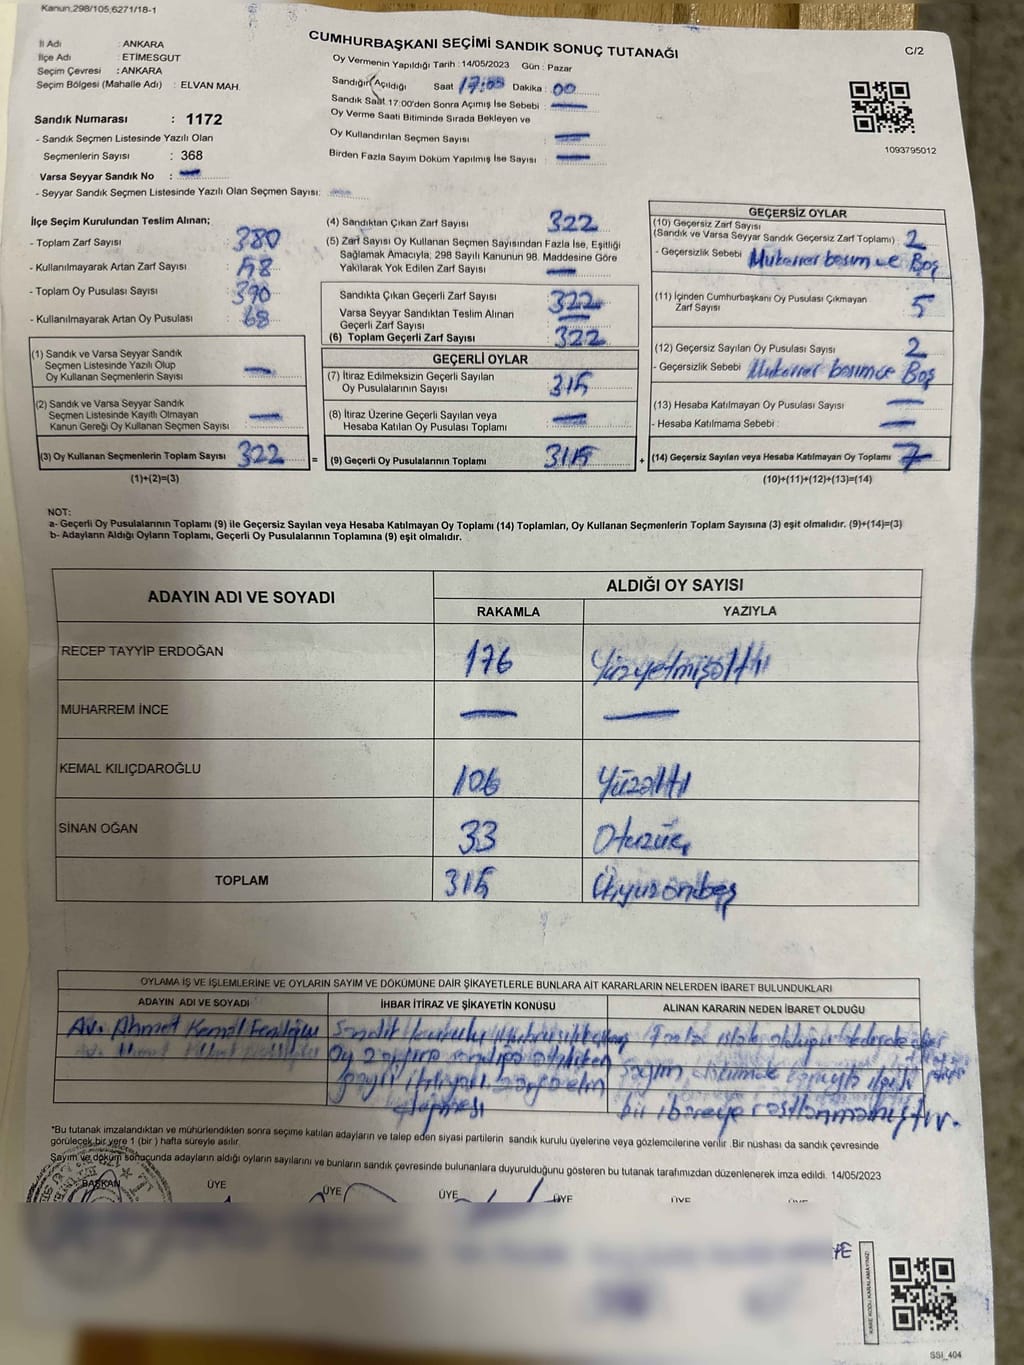 Kanun:298/105,6271/18-1
CUMHURBAŞKANI SEÇİMİ SANDIK SONUÇ TUTANAĞI
C/2
İl Adı : ANKARA
İlçe Adı : ETİMESGUT
Seçim Çevresi : ANKARA
Seçim Bölgesi (Mahalle Adı) : ELVAN MAH.
Sandık Numarası : 1172
- Sandık Seçmen Listesinde Yazılı Olan
Seçmenlerin Sayısı : 368
Varsa Seyyar Sandık No :
- Seyyar Sandık Seçmen Listesinde Yazılı Olan Seçmen Sayısı:
Oy Vermenin Yapıldığı Tarih : 14/05/2023 Gün : Pazar
Sandığın Açıldığı Saat Dakika : 00
Sandık Saat 17:00'den Sonra Açımış İse Sebebi :
Oy Verme Saati Bitiminde Sırada Bekleyen ve
Oy Kullandırılan Seçmen Sayısı :
Birden Fazla Sayım Döküm Yapılmış İse Sayısı :
1093795012
İlçe Seçim Kurulundan Teslim Alınan;
- Toplam Zarf Sayısı : 380
- Kullanılmayarak Artan Zarf Sayısı : 58
- Toplam Oy Pusulası Sayısı : 390
- Kullanılmayarak Artan Oy Pusulası : 68
(1) Sandık ve Varsa Seyyar Sandık
Seçmen Listesinde Yazılı Olup
Oy Kullanan Seçmenlerin Sayısı :
(2) Sandık ve Varsa Seyyar Sandık
Seçmen Listesinde Kayıtlı Olmayan
Kanun Gereği Oy Kullanan Seçmen Sayısı :
(3) Oy Kullanan Seçmenlerin Toplam Sayısı 322
(1)+(2)=(3)
(4) Sandıktan Çıkan Zarf Sayısı : 322
(5) Zarf Sayısı Oy Kullanan Seçmen Sayısından Fazla İse, Eşitliği
Sağlamak Amacıyla; 298 Sayılı Kanunun 98. Maddesine Göre
Yakılarak Yok Edilen Zarf Sayısı :
Sandıkta Çıkan Geçerli Zarf Sayısı : 322
Varsa Seyyar Sandıktan Teslim Alınan
Geçerli Zarf Sayısı :
(6) Toplam Geçerli Zarf Sayısı : 322
GEÇERLİ OYLAR
(7) İtiraz Edilmeksizin Geçerli Sayılan
Oy Pusulalarının Sayısı : 315
(8) İtiraz Üzerine Geçerli Sayılan veya
Hesaba Katılan Oy Pusulası Toplamı :
= (9) Geçerli Oy Pusulalarının Toplamı 315 +
GEÇERSİZ OYLAR
(10) Geçersiz Zarf Sayısı
(Sandık ve Varsa Seyyar Sandık Geçersiz Zarf Toplamı) : 2
- Geçersizlik Sebebi : Mukerrer basım ve Boş
(11) İçinden Cumhurbaşkanı Oy Pusulası Çıkmayan
Zarf Sayısı : 5
(12) Geçersiz Sayılan Oy Pusulası Sayısı : 2
- Geçersizlik Sebebi : Mukerrer basım ve Boş
(13) Hesaba Katılmayan Oy Pusulası Sayısı :
- Hesaba Katılmama Sebebi :
(14) Geçersiz Sayılan veya Hesaba Katılmayan Oy Toplamı : 7
(10)+(11)+(12)+(13)=(14)
NOT:
a- Geçerli Oy Pusulalarının Toplamı (9) ile Geçersiz Sayılan veya Hesaba Katılmayan Oy Toplamı (14) Toplamları, Oy Kullanan Seçmenlerin Toplam Sayısına (3) eşit olmalıdır. (9)+(14)=(3)
b- Adayların Aldığı Oyların Toplamı, Geçerli Oy Pusulalarının Toplamına (9) eşit olmalıdır.
ADAYIN ADI VE SOYADI
ALDIĞI OY SAYISI
RAKAMLA YAZIYLA
RECEP TAYYİP ERDOĞAN 176 Yüzyetmişaltı
MUHARREM İNCE
KEMAL KILIÇDAROĞLU 106 Yüzaltı
SİNAN OĞAN 33 Otuzüç
TOPLAM 315 Üçyüzonbeş
OYLAMA İŞ VE İŞLEMLERİNE VE OYLARIN SAYIM VE DÖKÜMÜNE DAİR ŞİKAYETLERLE BUNLARA AİT KARARLARIN NELERDEN İBARET BULUNDUKLARI
ADAYIN ADI VE SOYADI İHBAR İTİRAZ VE ŞİKAYETİN KONUSU ALINAN KARARIN NEDEN İBARET OLDUĞU
Av. Ahmet Kemal Sandık kurulu Fazla ıslak olduğu
Oy sandığa atılırken sayım
bir ibareye rastlanmamıştır.
*Bu tutanak imzalandıktan ve mühürlendikten sonra seçime katılan adayların ve talep eden siyasi partilerin sandık kurulu üyelerine veya gözlemcilerine verilir. Bir nüshası da sandık çevresinde
görülecek bir yere 1 (bir) hafta süreyle asılır.
Sayım ve döküm sonucunda adayların aldığı oyların sayılarını ve bunların sandık çevresinde bulunanlara duyurulduğunu gösteren bu tutanak tarafımızdan düzenlenerek imza edildi. 14/05/2023
BAŞKAN ÜYE ÜYE ÜYE ÜYE ÜYE
SSI_404